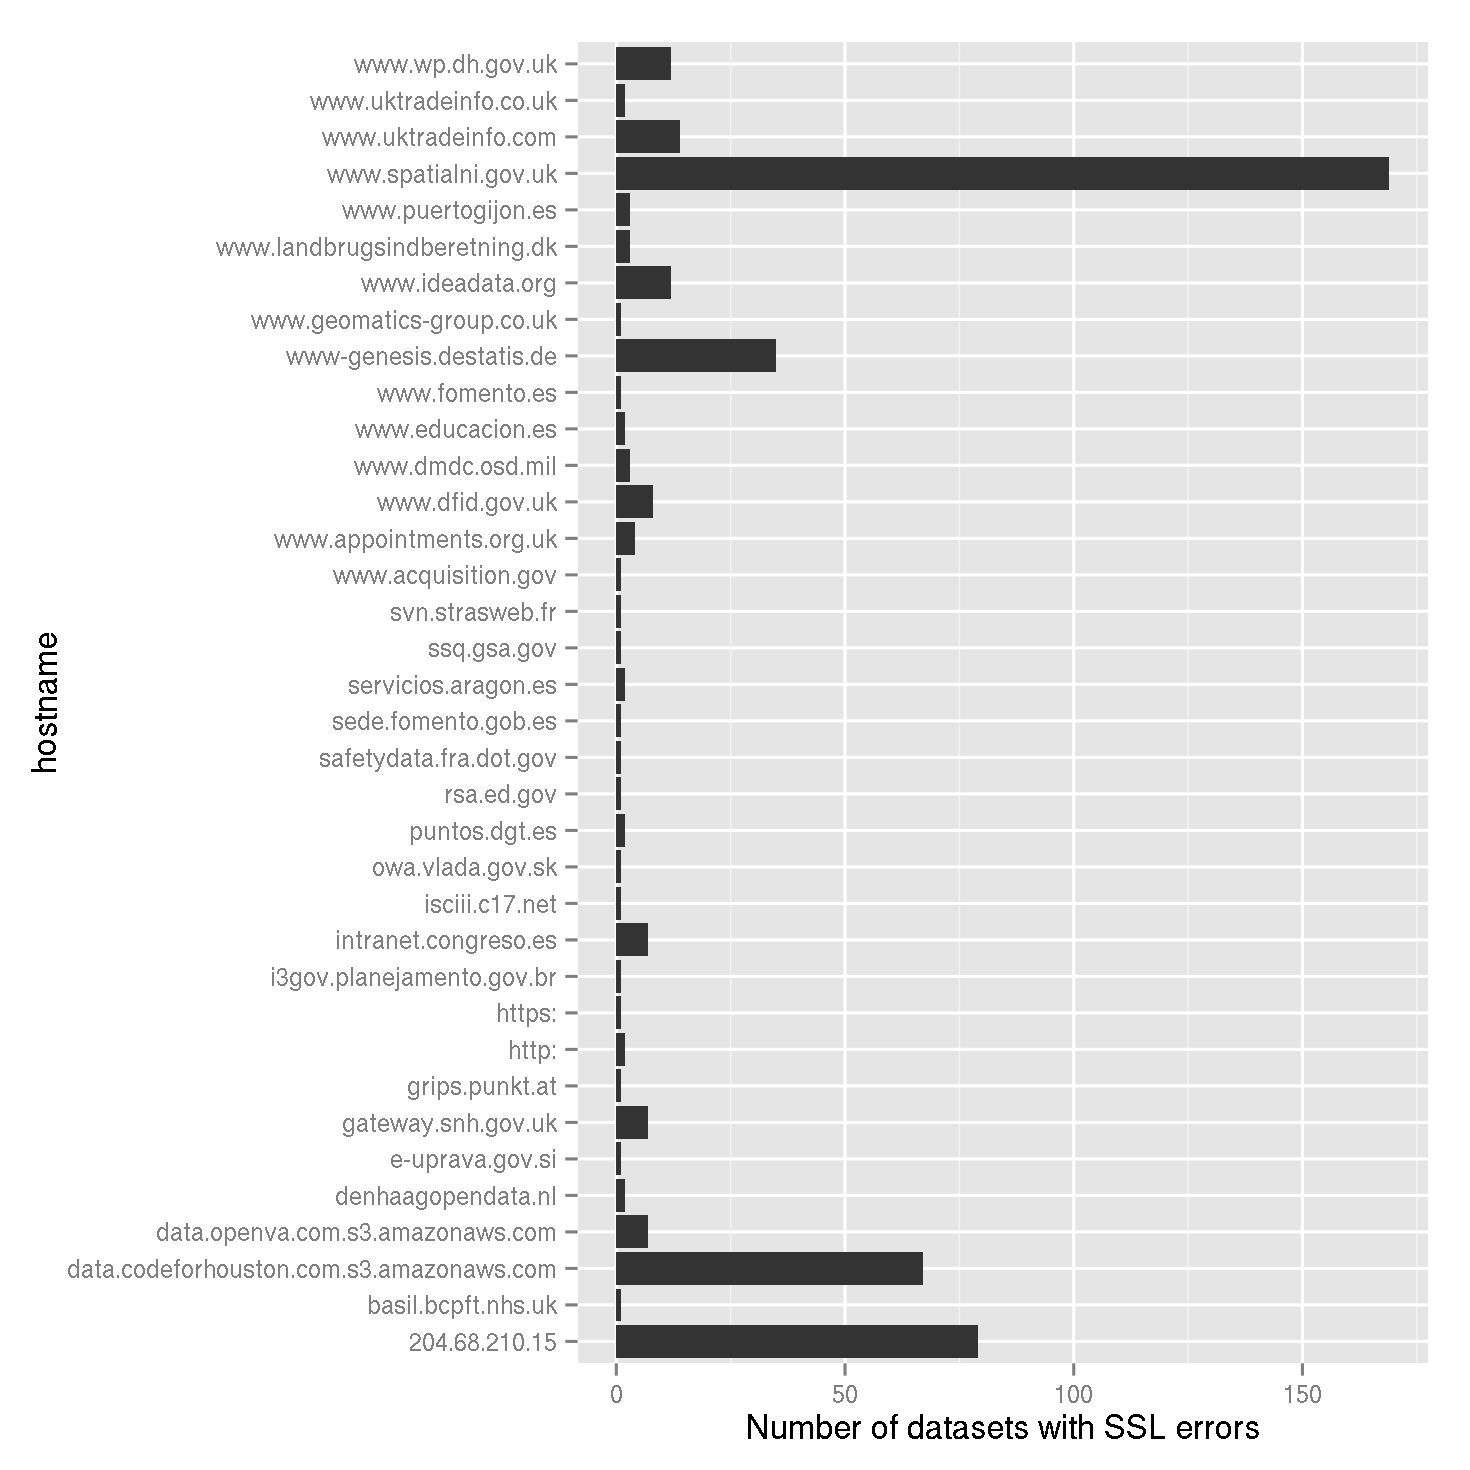 www.wp.dh.gov.uk
www.uktradeinfo.co.uk
www.uktradeinfo.com
www.spatialni.gov.uk
www.puertogijon.es
www.landbrugsindberetning.dk
www.ideadata.org
www.geomatics-group.co.uk
www-genesis.destatis.de
www.fomento.es
www.educacion.es
www.dmdc.osd.mil
www.dfid.gov.uk
www.appointments.org.uk
www.acquisition.gov
svn.strasweb.fr
ssq.gsa.gov
servicios.aragon.es
sede.fomento.gob.es
safetydata.fra.dot.gov
rsa.ed.gov
puntos.dgt.es
owa.vlada.gov.sk
isciii.c17.net
intranet.congreso.es
i3gov.planejamento.gov.br
https:
http:
grips.punkt.at
gateway.snh.gov.uk
e-uprava.gov.si
denhaagopendata.nl
data.openva.com.s3.amazonaws.com
data.codeforhouston.com.s3.amazonaws.com
basil.bcpft.nhs.uk
204.68.210.15
hostname
0 50 100 150
Number of datasets with SSL errors